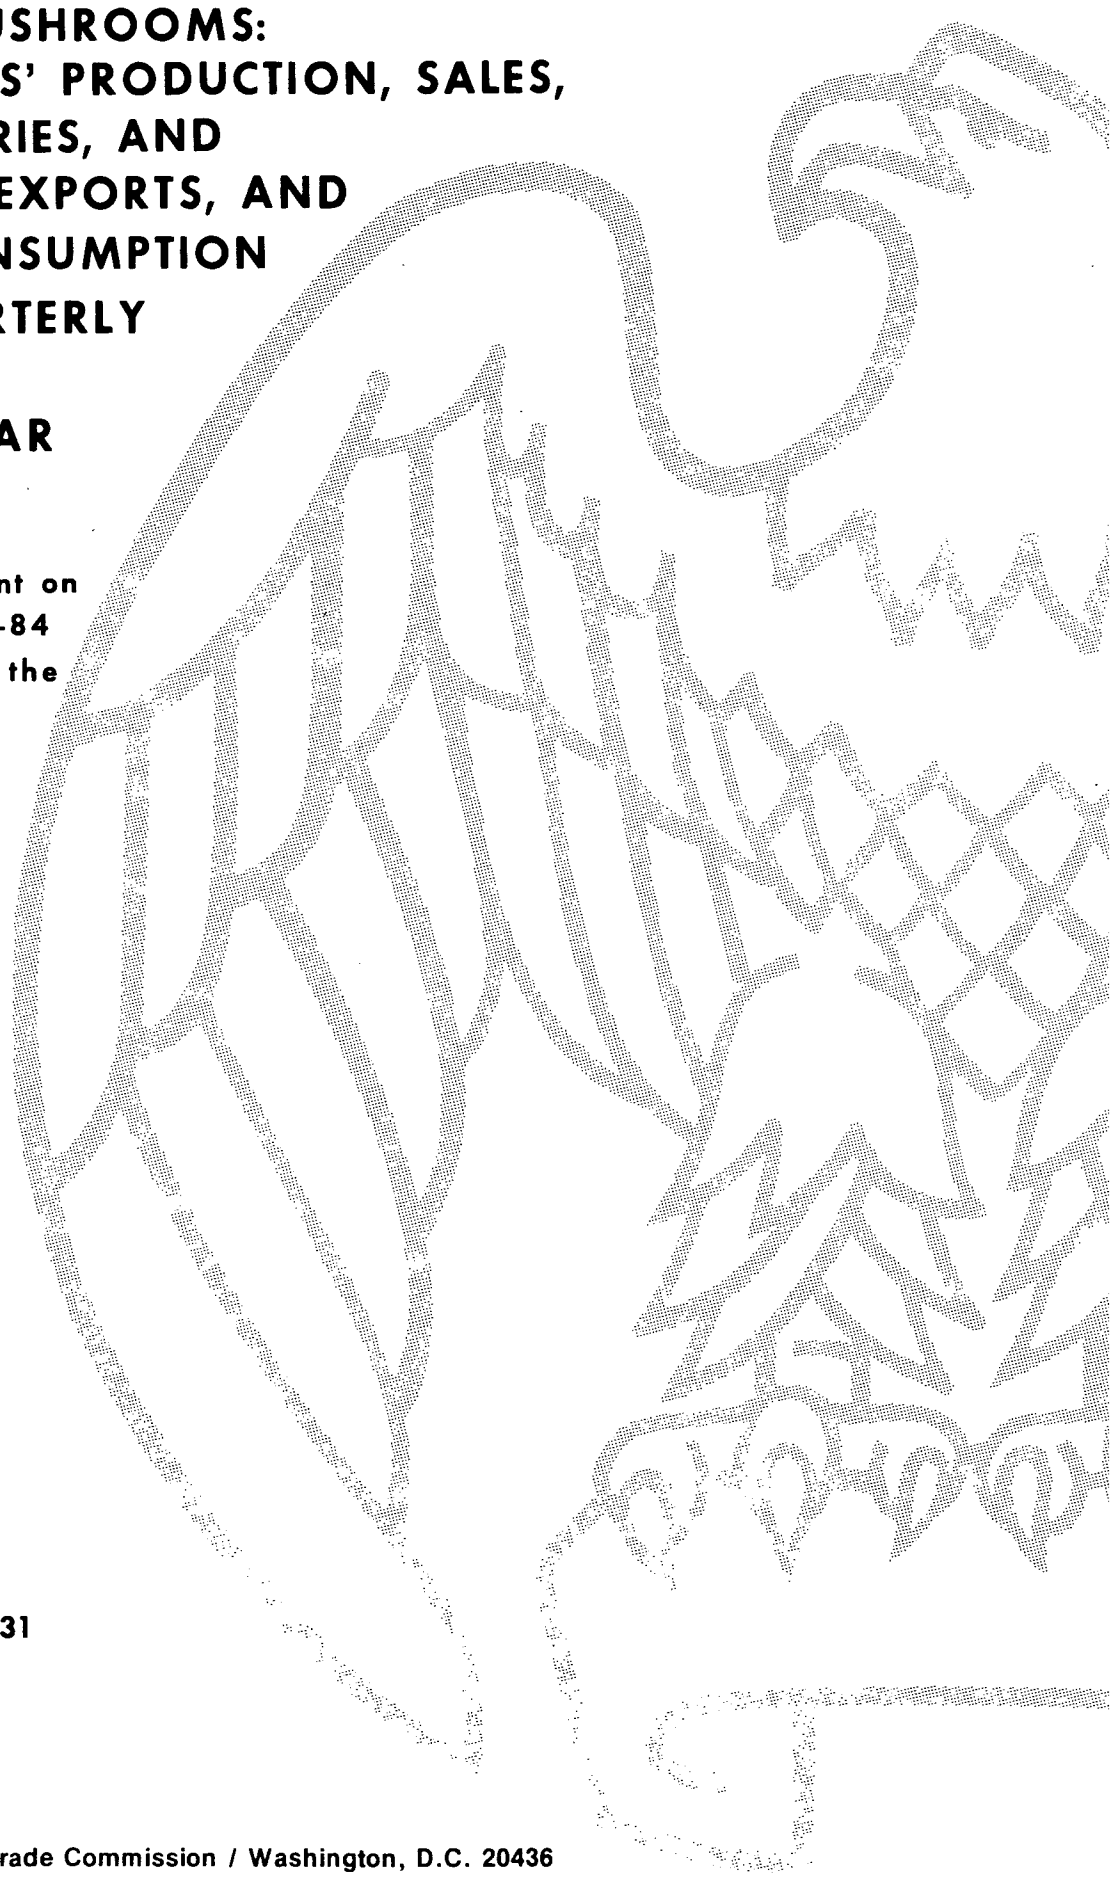 USHROOMS:
S' PRODUCTION, SALES,
RIES, AND
EXPORTS, AND
NSUMPTION
RTERLY
AR
nt on
-84
the
31
rade Commission / Washington, D.C. 20436